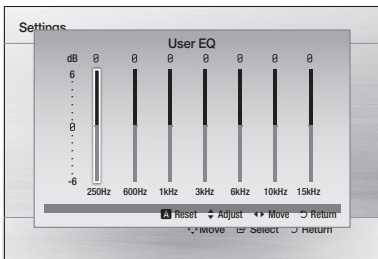 Settings
User EQ
dB 0 0 0 0 0 0 0
6
0
-6
250Hz 600Hz 1kHz 3kHz 6kHz 10kHz 15kHz
A Reset Adjust Move Return
Move Select Return